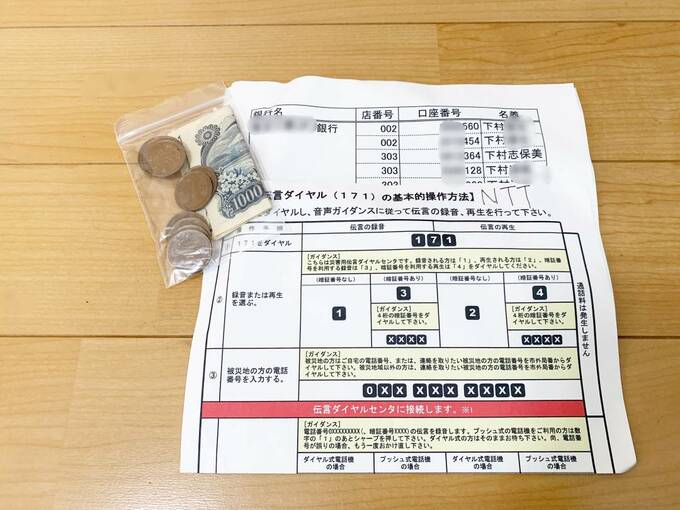 銀行名 店番号 口座番号 名義
銀行 002 560 下村
002 454 下村
303 364 下村志保美
303 128 下村
伝言ダイヤル(171)の基本的操作方法】NTT
ダイヤルし、音声ガイダンスに従って伝言の録音、再生を行って下さい。
1000
操作手順 伝言の録音 伝言の再生
171をダイヤル 171
[ガイダンス]
こちらは災害用伝言ダイヤルセンタです。録音される方は「1」、再生される方は「2」、暗証番
号を利用する録音は「3」、暗証番号を利用する再生は「4」をダイヤルしてください。
② 録音または再生
を選ぶ。
(暗証番号なし) (暗証番号あり) (暗証番号なし) (暗証番号あり)
1 3 2 4
[ガイダンス]
4桁の暗証番号をダイヤルして下さい。
XXXX
[ガイダンス]
4桁の暗証番号をダイヤルして下さい。
XXXX
通話料は発生しません
③ 被災地の方の電話
番号を入力する。
[ガイダンス]
被災地の方はご自宅の電話番号、または、連絡を取りたい被災地の方の電話番号を市外局番からダ
イヤルして下さい。被災地域以外の方は、連絡を取りたい被災地の方の電話番号を市外局番からダ
イヤルして下さい。
0XX XXX XXXX
伝言ダイヤルセンタに接続します。※1
[ガイダンス]
電話番号0XXXXXXXXX(、暗証番号XXXX)の伝言を録音します。プッシュ式の電話機をご利用の方は数
字の「1」のあとシャープを押して下さい。ダイヤル式の方はそのままお待ち下さい。尚、電話番
号が誤りの場合、もう一度おかけ直し下さい。
ダイヤル式電話機
の場合
プッシュ式電話機
の場合
ダイヤル式電話機
の場合
プッシュ式電話機
の場合